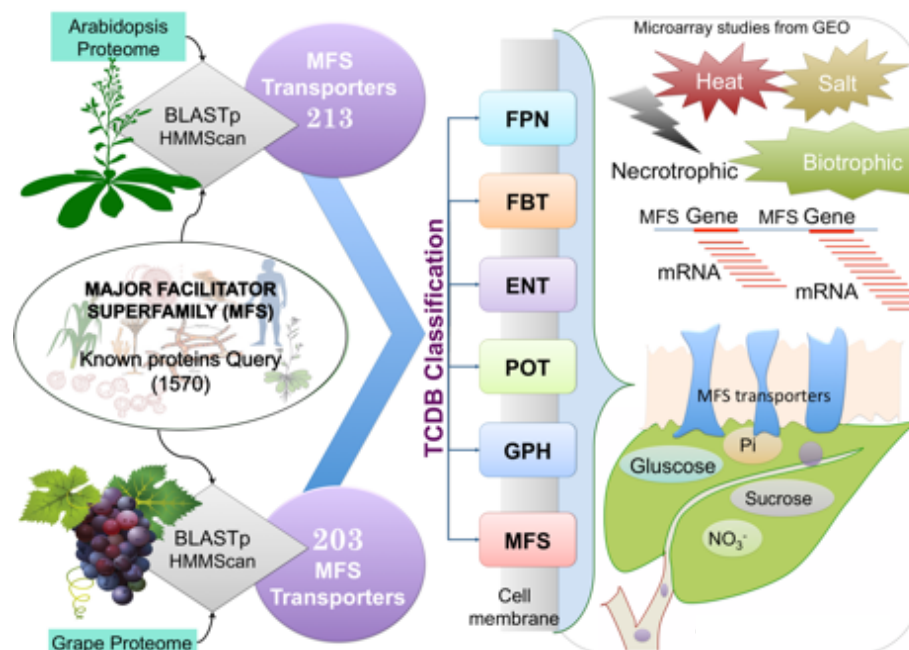 Arabidopsis
Proteome
BLASTp
HMMScan
MFS
Transporters
213
MAJOR FACILITATOR
SUPERFAMILY (MFS)
Known proteins Query
(1570)
BLASTp
HMMScan
203
MFS
Transporters
Grape Proteome
TCDB Classification
FPN
FBT
ENT
POT
GPH
MFS
Cell
membrane
Microarray studies from GEO
Heat
Salt
Necrotrophic
Biotrophic
MFS Gene
MFS Gene
mRNA
mRNA
MFS transporters
Pi
Gluscose
Sucrose
NO₃⁻